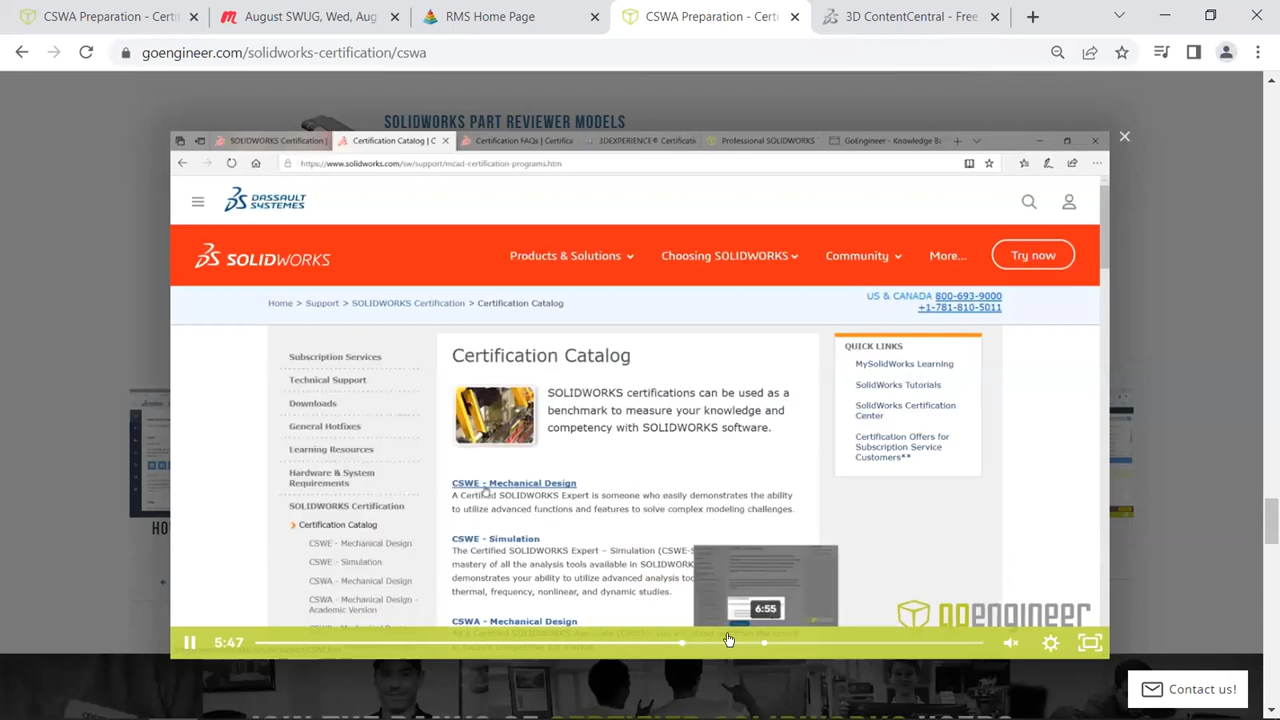 CSWA Preparation - Certi
August SWUG, Wed, Aug
RMS Home Page
CSWA Preparation - Certi
3D ContentCentral - Free
goengineer.com/solidworks-certification/cswa
SOLIDWORKS PART REVIEWER MODELS
SOLIDWORKS Certification |
Certification Catalog | C
Certification FAQs | Certifica
3DEXPERIENCE® Certificati
Professional SOLIDWORKS
GoEngineer - Knowledge Ba
https://www.solidworks.com/sw/support/mcad-certification-programs.htm
DASSAULT SYSTEMES
SOLIDWORKS
Products & Solutions
Choosing SOLIDWORKS
Community
More...
Try now
Home > Support > SOLIDWORKS Certification > Certification Catalog
US & CANADA 800-693-9000
+1-781-810-5011
Subscription Services
Technical Support
Downloads
General Hotfixes
Learning Resources
Hardware & System
Requirements
SOLIDWORKS Certification
Certification Catalog
CSWE - Mechanical Design
CSWE - Simulation
CSWA - Mechanical Design
CSWA - Mechanical Design -
Academic Version
Certification Catalog
SOLIDWORKS certifications can be used as a
benchmark to measure your knowledge and
competency with SOLIDWORKS software.
CSWE - Mechanical Design
A Certified SOLIDWORKS Expert is someone who easily demonstrates the ability
to utilize advanced functions and features to solve complex modeling challenges.
CSWE - Simulation
The Certified SOLIDWORKS Expert – Simulation (CSWE-S
mastery of all the analysis tools available in SOLIDWORK
demonstrates your ability to utilize advanced analysis too
thermal, frequency, nonlinear, and dynamic studies.
CSWA - Mechanical Design
QUICK LINKS
MySolidWorks Learning
SolidWorks Tutorials
SolidWorks Certification
Center
Certification Offers for
Subscription Service
Customers**
6:55
goengineer
5:47
HO
Contact us!